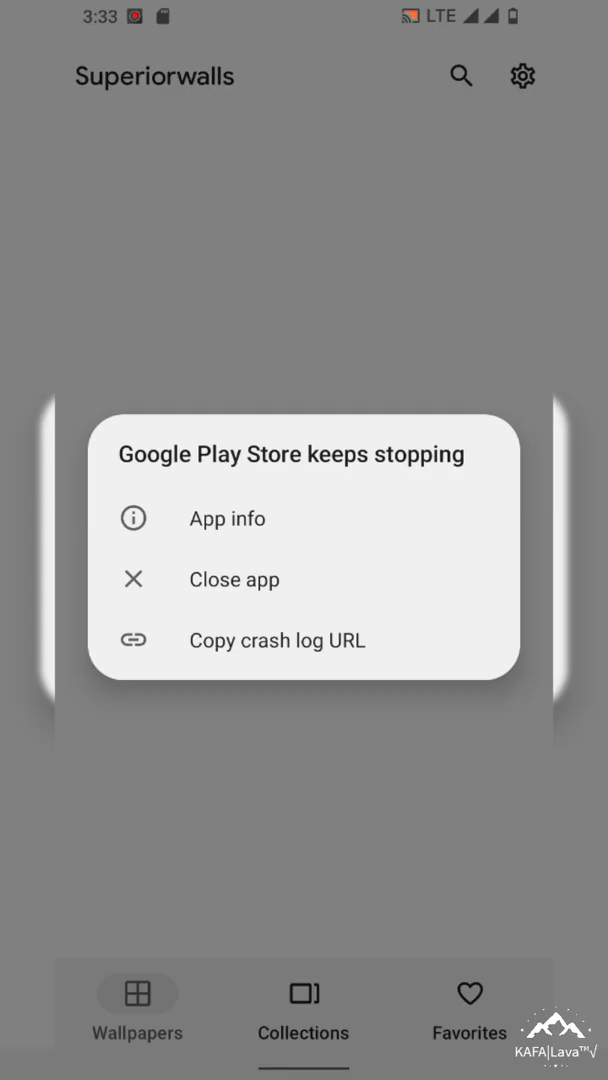 3:33 LTE
Superiorwalls
Google Play Store keeps stopping
App info
Close app
Copy crash log URL
Wallpapers Collections Favorites
KAFA|Lava™√